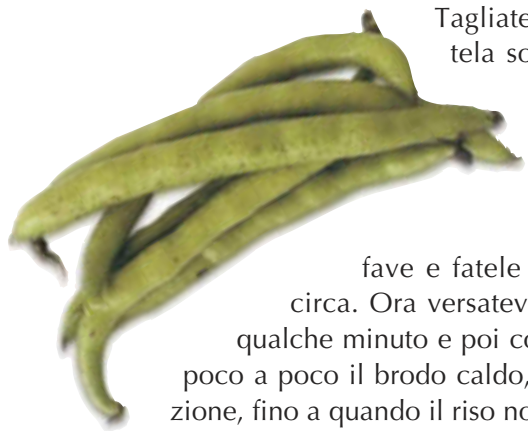 Tagliate
tela so
fave e fatele
circa. Ora versatev
qualche minuto e poi co
poco a poco il brodo caldo,
zione, fino a quando il riso no